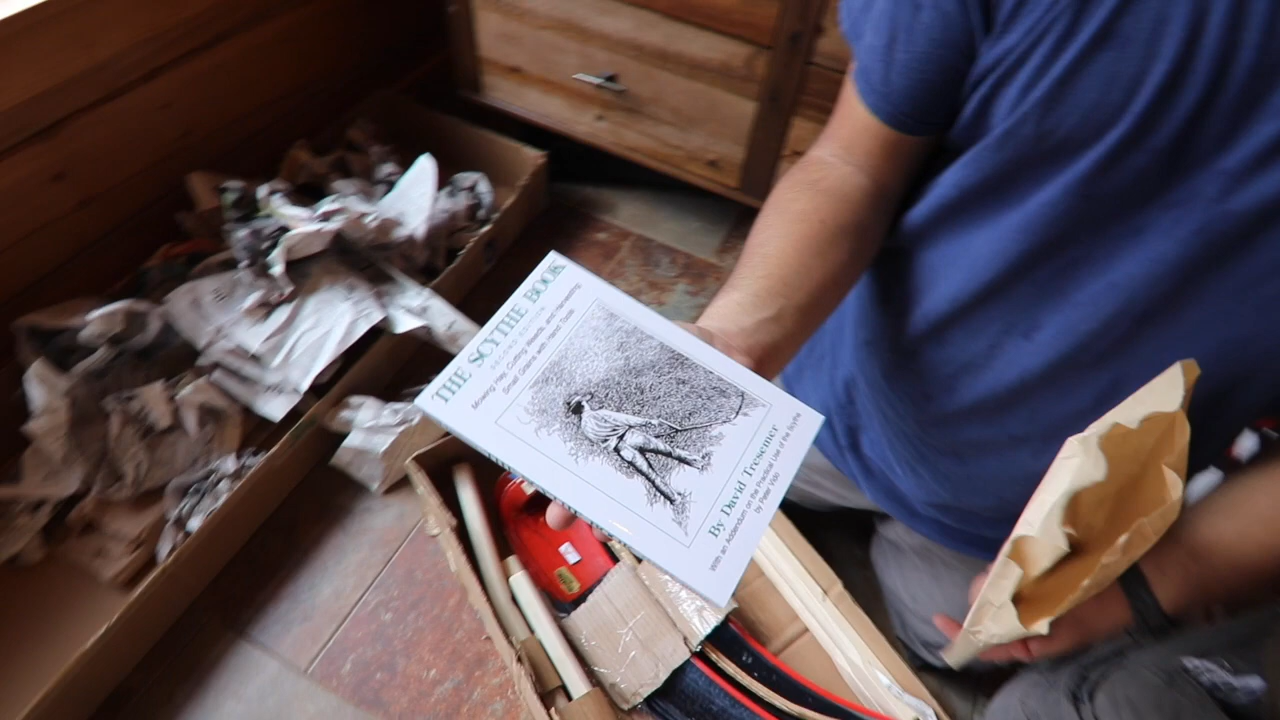 THE SCYTHE BOOK
SECOND EDITION
Mowing Hay, Cutting Weeds, and Harvesting
Small Grains with Hand Tools
By David Tresemer
With an Addendum on the Practical Use of the Scythe
by Peter Vido